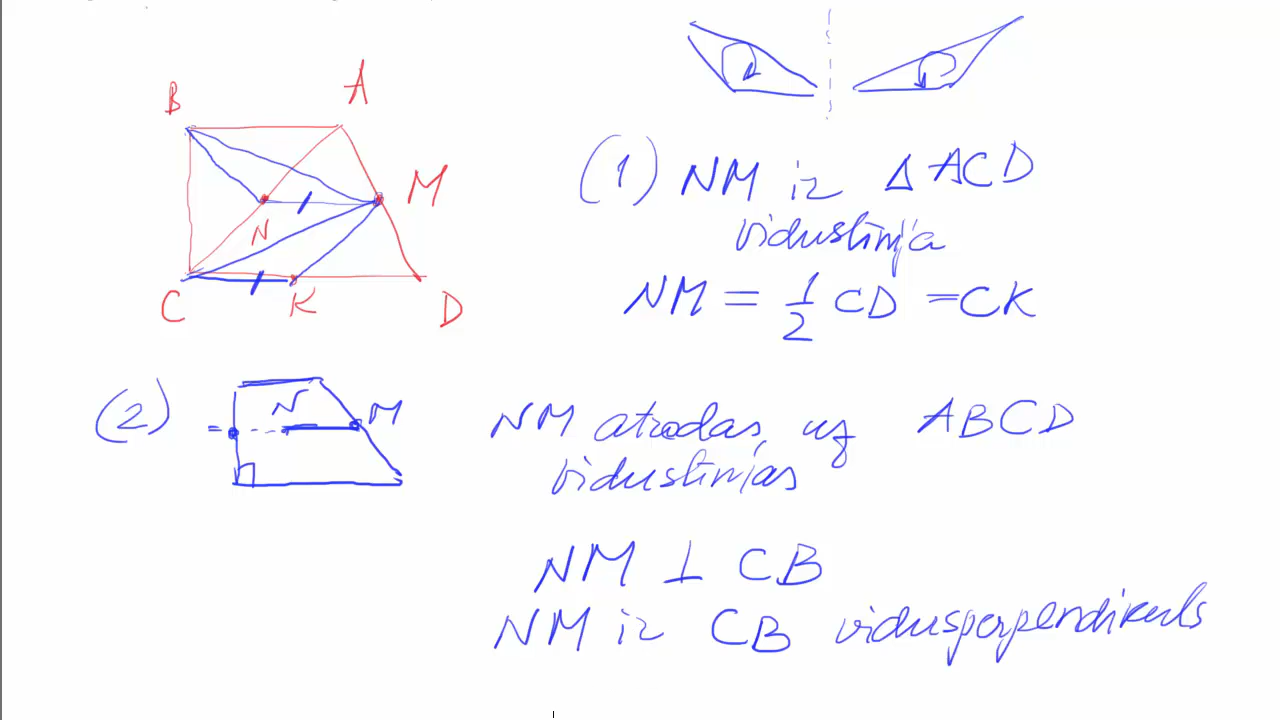 B
A
M
N
C
K
D
(1) NM ir Δ ACD
viduslīnija
NM = 1/2 CD = CK
(2)
N
M
NM atrodas uz ABCD
viduslīnijas
NM ⊥ CB
NM ir CB vidusperpendikuls